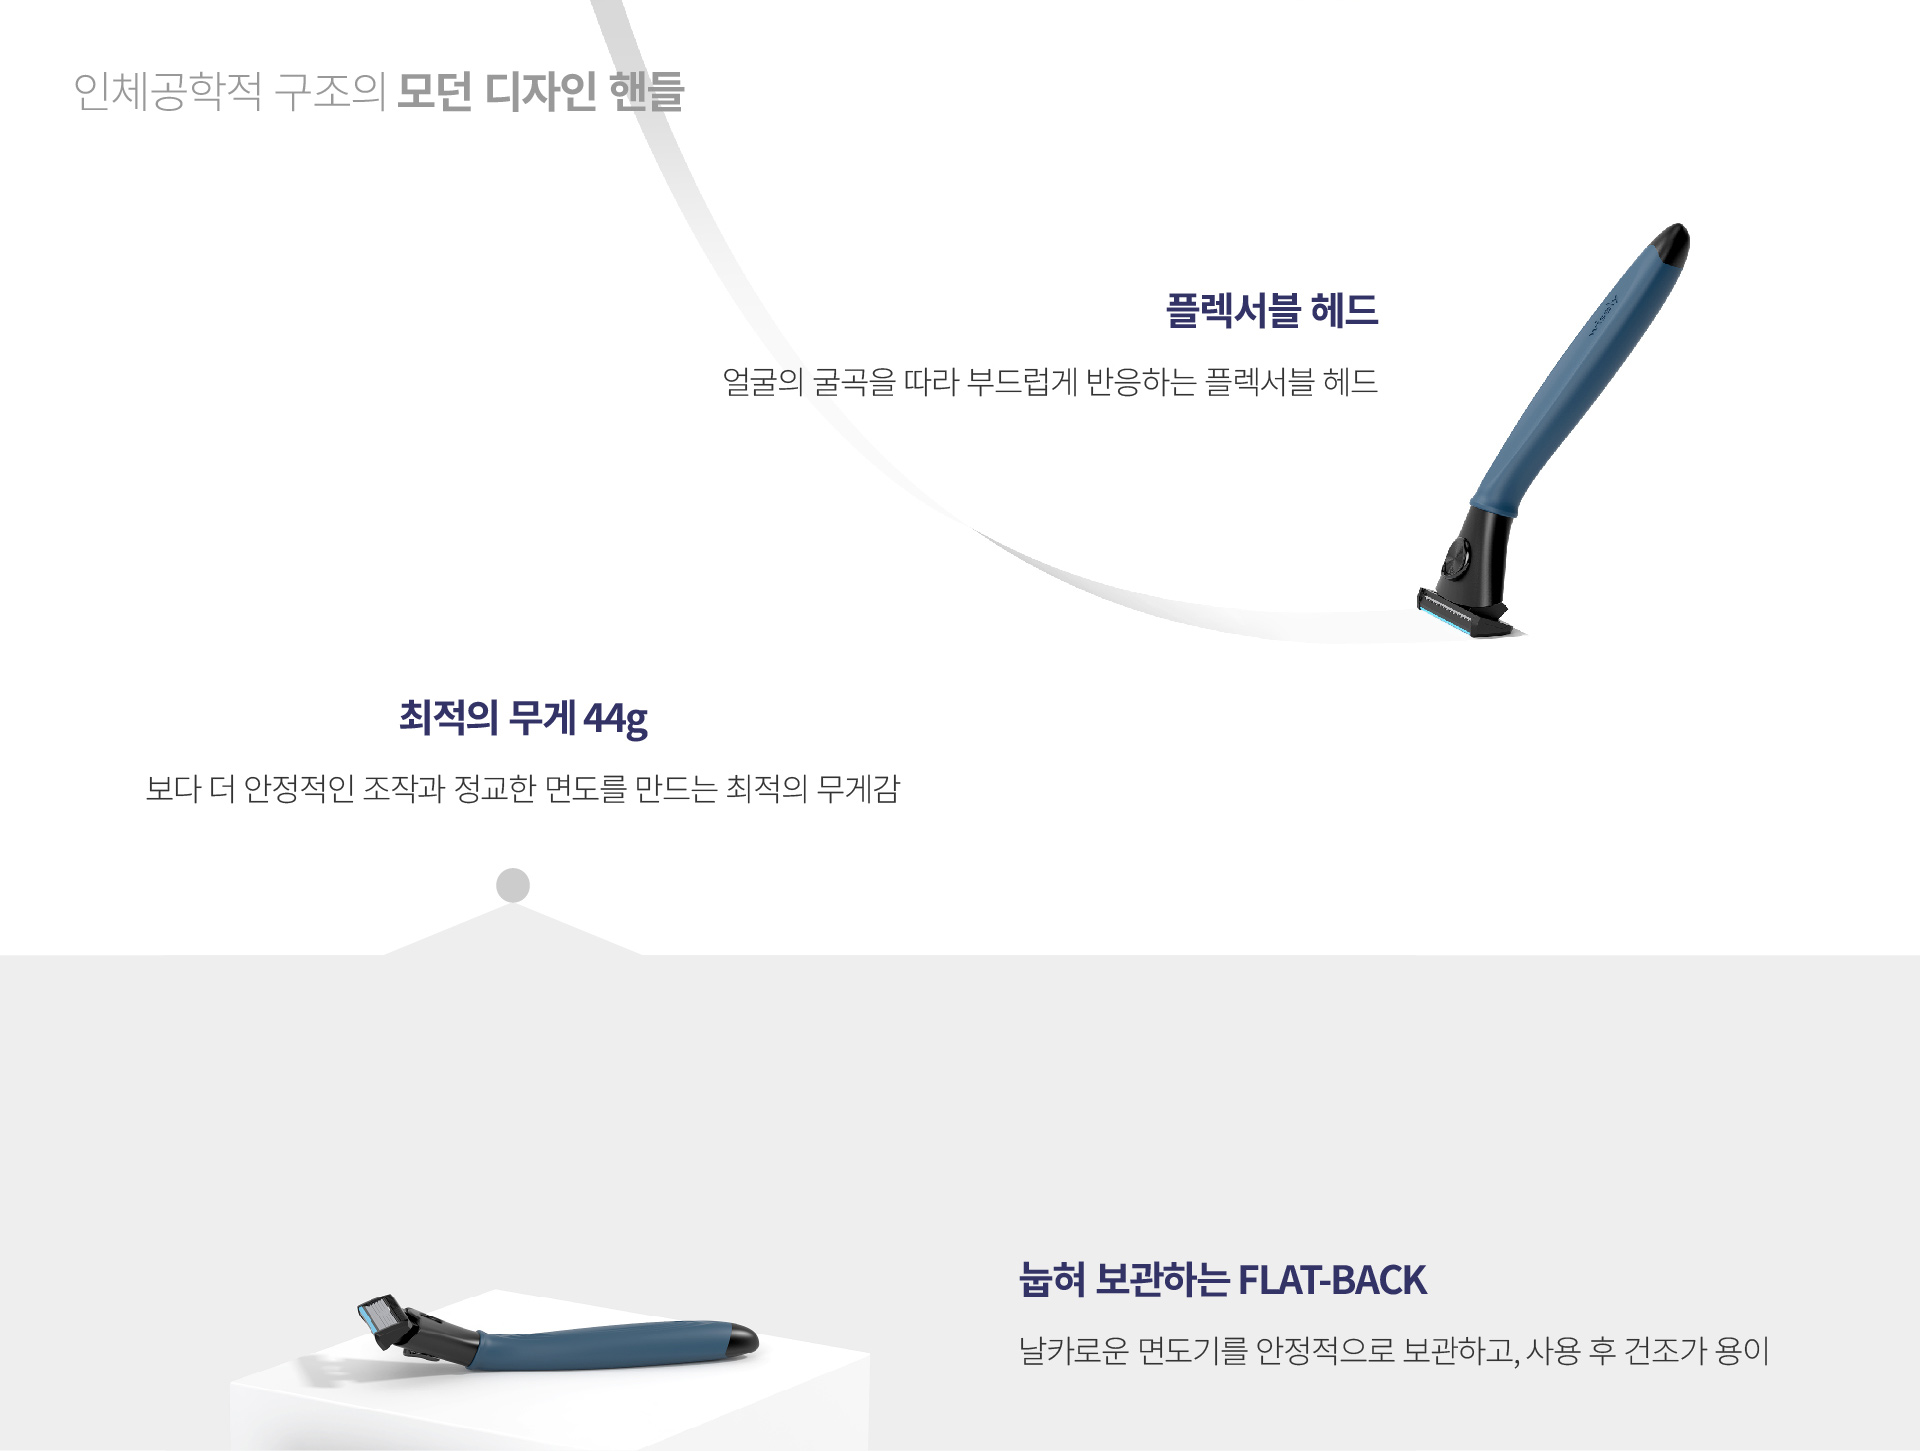 인체공학적 구조의 모던 디자인 핸들
플렉서블 헤드
얼굴의 굴곡을 따라 부드럽게 반응하는 플렉서블 헤드
최적의 무게 44g
보다 더 안정적인 조작과 정교한 면도를 만드는 최적의 무게감
눕혀 보관하는 FLAT-BACK
날카로운 면도기를 안정적으로 보관하고, 사용 후 건조가 용이